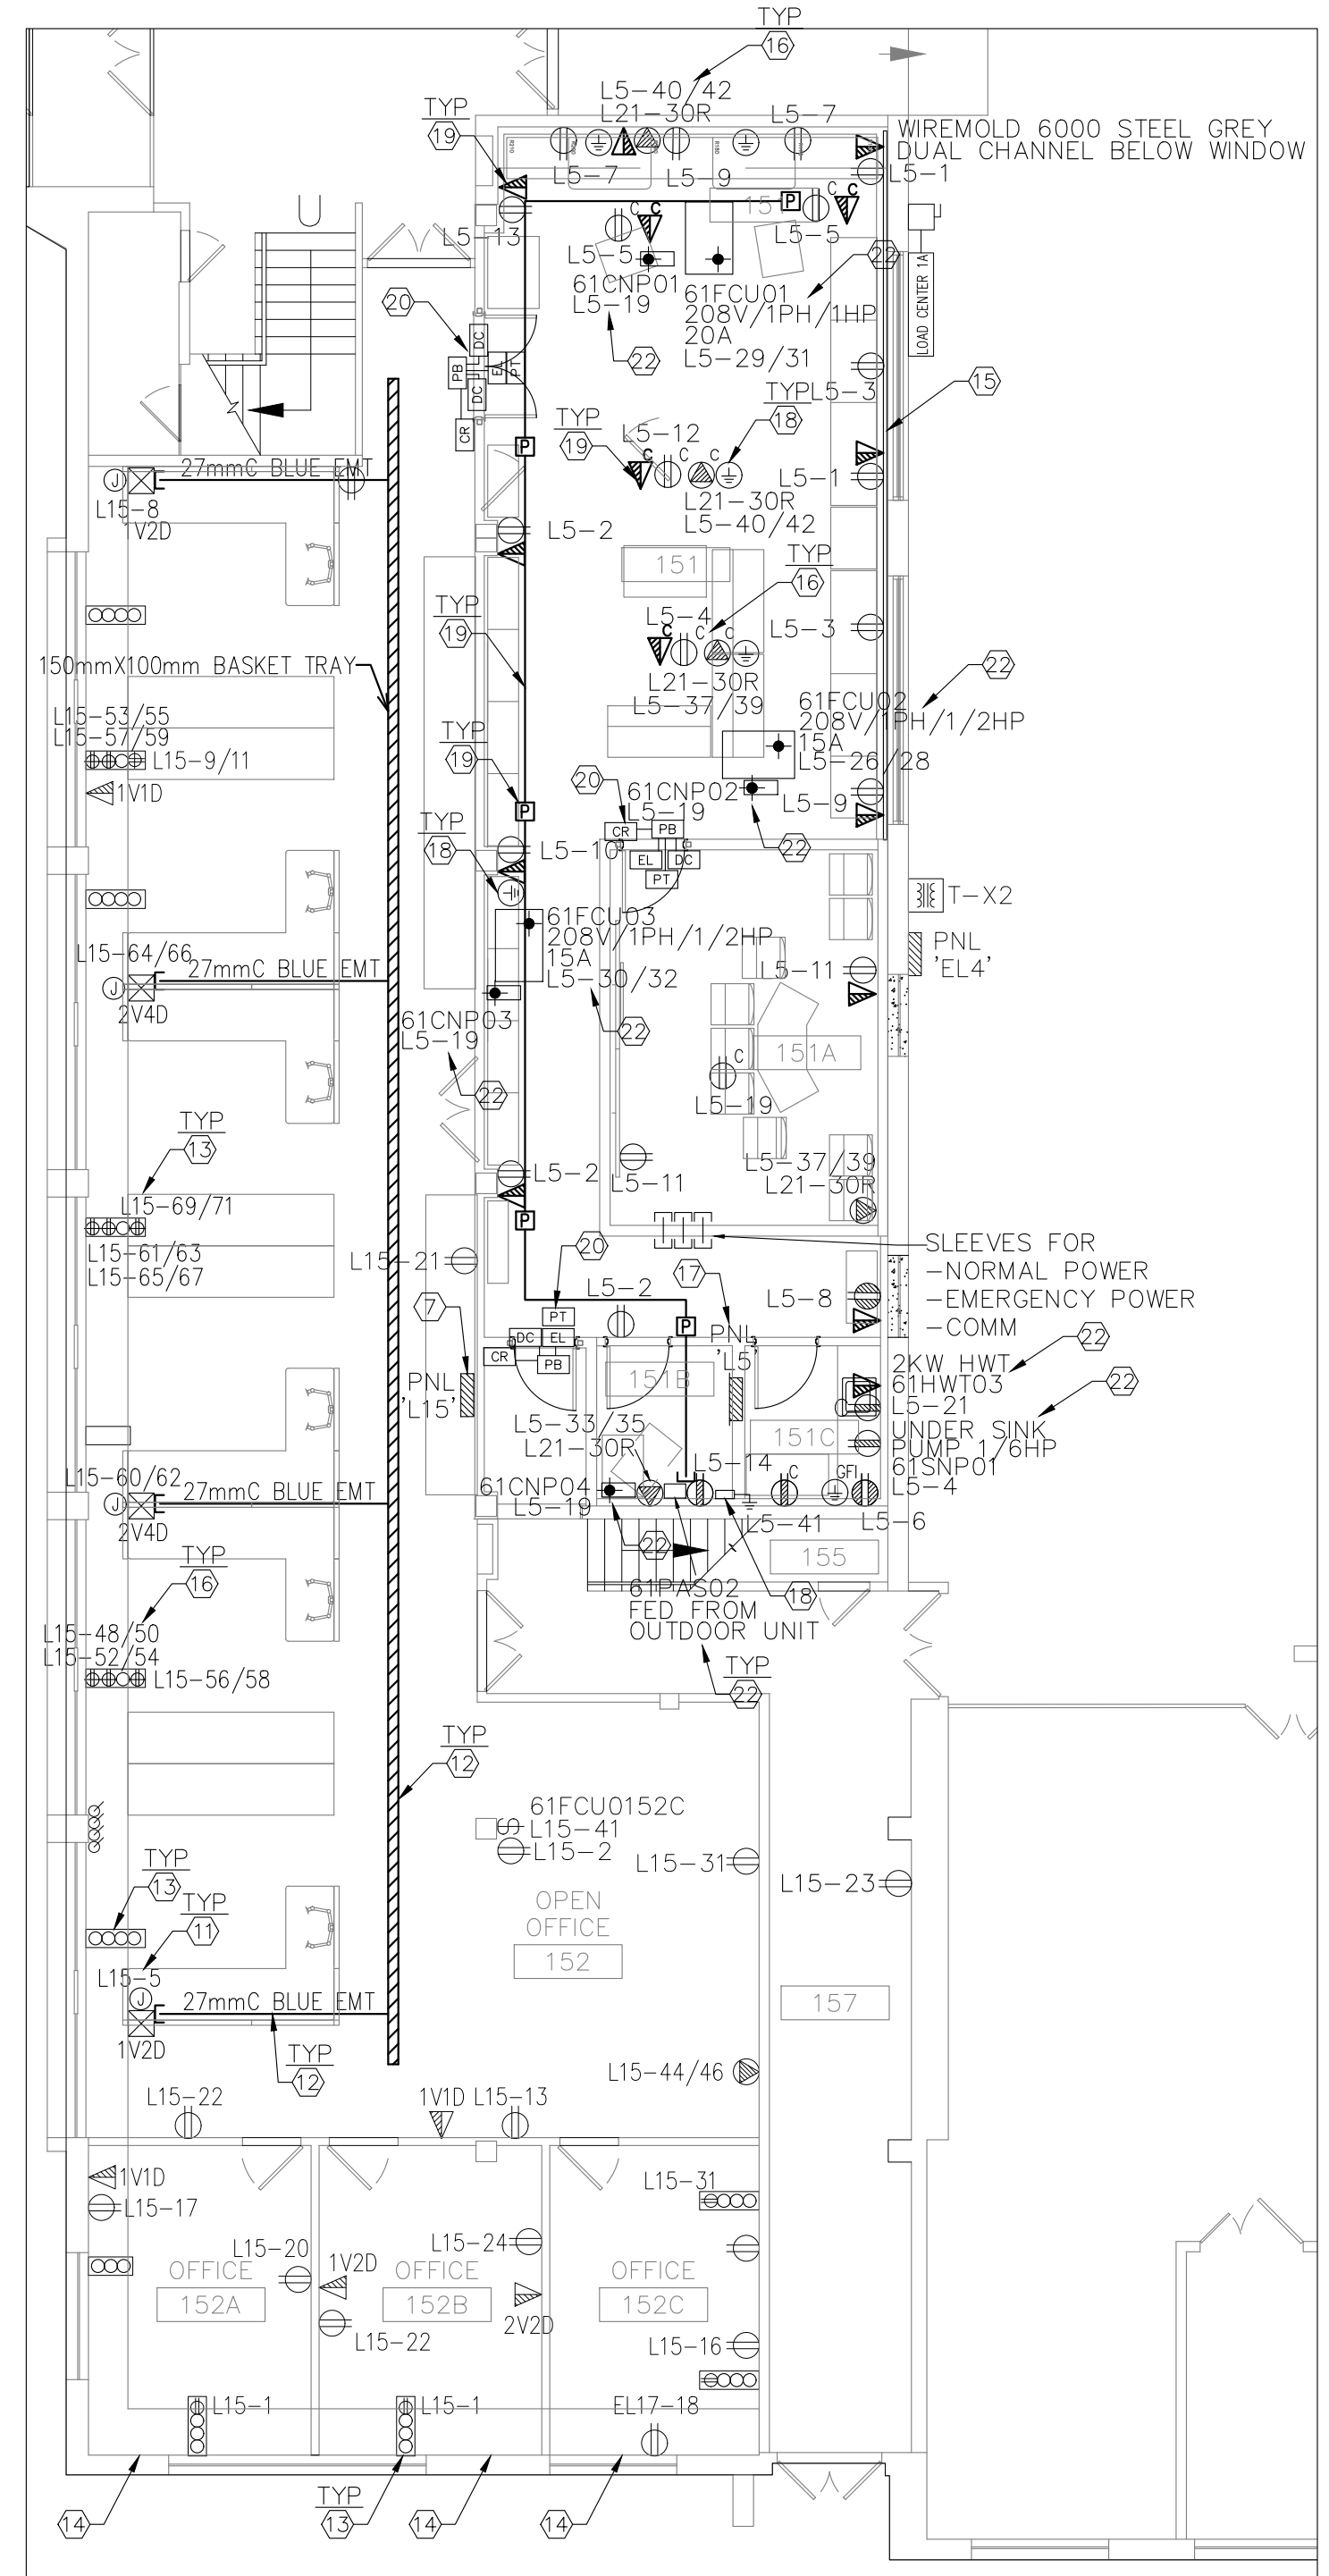 TYP
16
L5-40/42
L21-30R
L5-7
TYP
19
WIREMOLD 6000 STEEL GREY
DUAL CHANNEL BELOW WINDOW
L5-7
L5-9
L5-1
C
C
C
C
L5-13
L5-5
L5-5
22
61CNP01
L5-19
61FCU01
208V/1PH/1HP
20A
L5-29/31
LOAD CENTER 1A
20
DC
PB
EL
PT
DC
CR
22
15
TYP
L5-3
18
TYP
19
L5-12
P
P
C
C
C
L5-1
L21-30R
L5-40/42
J
27mmC BLUE EMT
L15-8
1V2D
L5-2
151
TYP
16
TYP
19
L5-4
C
C
C
L5-3
150mmX100mm BASKET TRAY
L21-30R
L5-37/39
22
61FCU02
208V/1PH/1/2HP
15A
L5-26/28
L15-53/55
L15-57/59
L15-9/11
1V1D
TYP
19
P
20
61CNP02
L5-19
L5-9
22
CR
PB
EL
DC
PT
TYP
18
L5-10
T-X2
PNL
'EL4'
61FCU03
208V/1PH/1/2HP
15A
L5-30/32
L15-64/66
27mmC BLUE EMT
J
2V4D
L5-11
61CNP03
L5-19
22
22
151A
C
L5-19
TYP
13
L5-2
L5-11
L5-37/39
L21-30R
L15-69/71
L15-61/63
L15-65/67
P
20
L15-21
17
SLEEVES FOR
-NORMAL POWER
-EMERGENCY POWER
-COMM
7
L5-2
L5-8
PT
DC
EL
CR
PB
P
PNL
'L5'
22
151B
2KW HWT
61HWT03
L5-21
22
PNL
'L15'
L5-33/35
L21-30R
151C
UNDER SINK
PUMP 1/6HP
61SNP01
L5-4
L15-60/62
27mmC BLUE EMT
J
2V4D
61CNP04
L5-19
L5-14
C
GFI
L5-41
L5-6
22
155
TYP
16
61PAS02
FED FROM
OUTDOOR UNIT
18
L15-48/50
L15-52/54
L15-56/58
TYP
22
TYP
12
61FCU0152C
L15-41
L15-2
S
L15-31
TYP
13
L15-23
TYP
11
OPEN
OFFICE
152
L15-5
J
27mmC BLUE EMT
1V2D
157
TYP
12
L15-44/46
L15-22
1V1D
L15-13
1V1D
L15-17
L15-31
L15-20
L15-24
OFFICE
152A
1V2D
OFFICE
152B
OFFICE
152C
2V2D
L15-22
L15-16
L15-1
L15-1
EL17-18
14
TYP
13
14
14